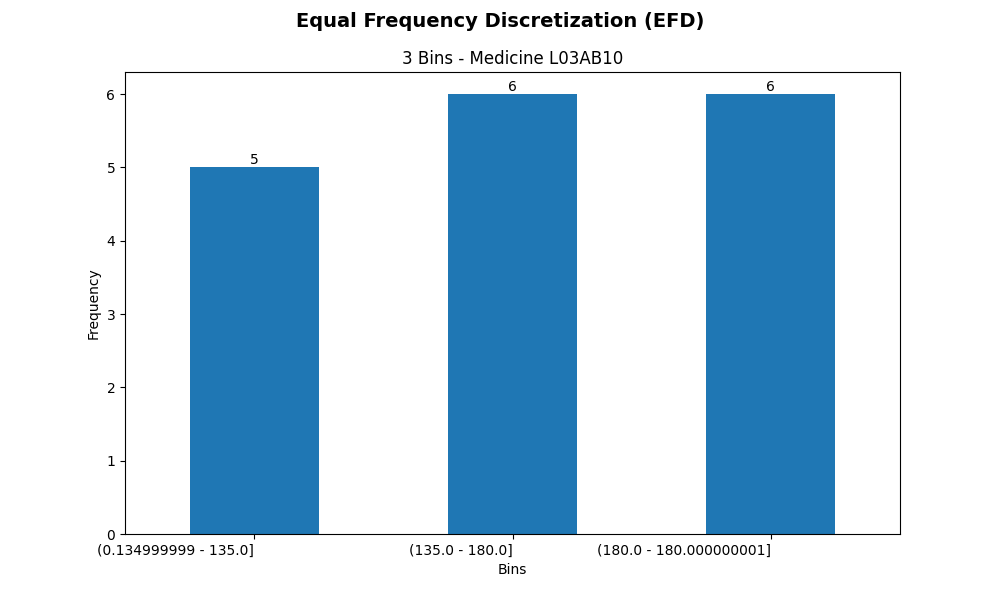 Equal Frequency Discretization (EFD)
3 Bins - Medicine L03AB10
6
6
6
5
5
4
3
2
1
0
Frequency
(0.134999999 - 135.0]
(135.0 - 180.0]
(180.0 - 180.000000001]
Bins